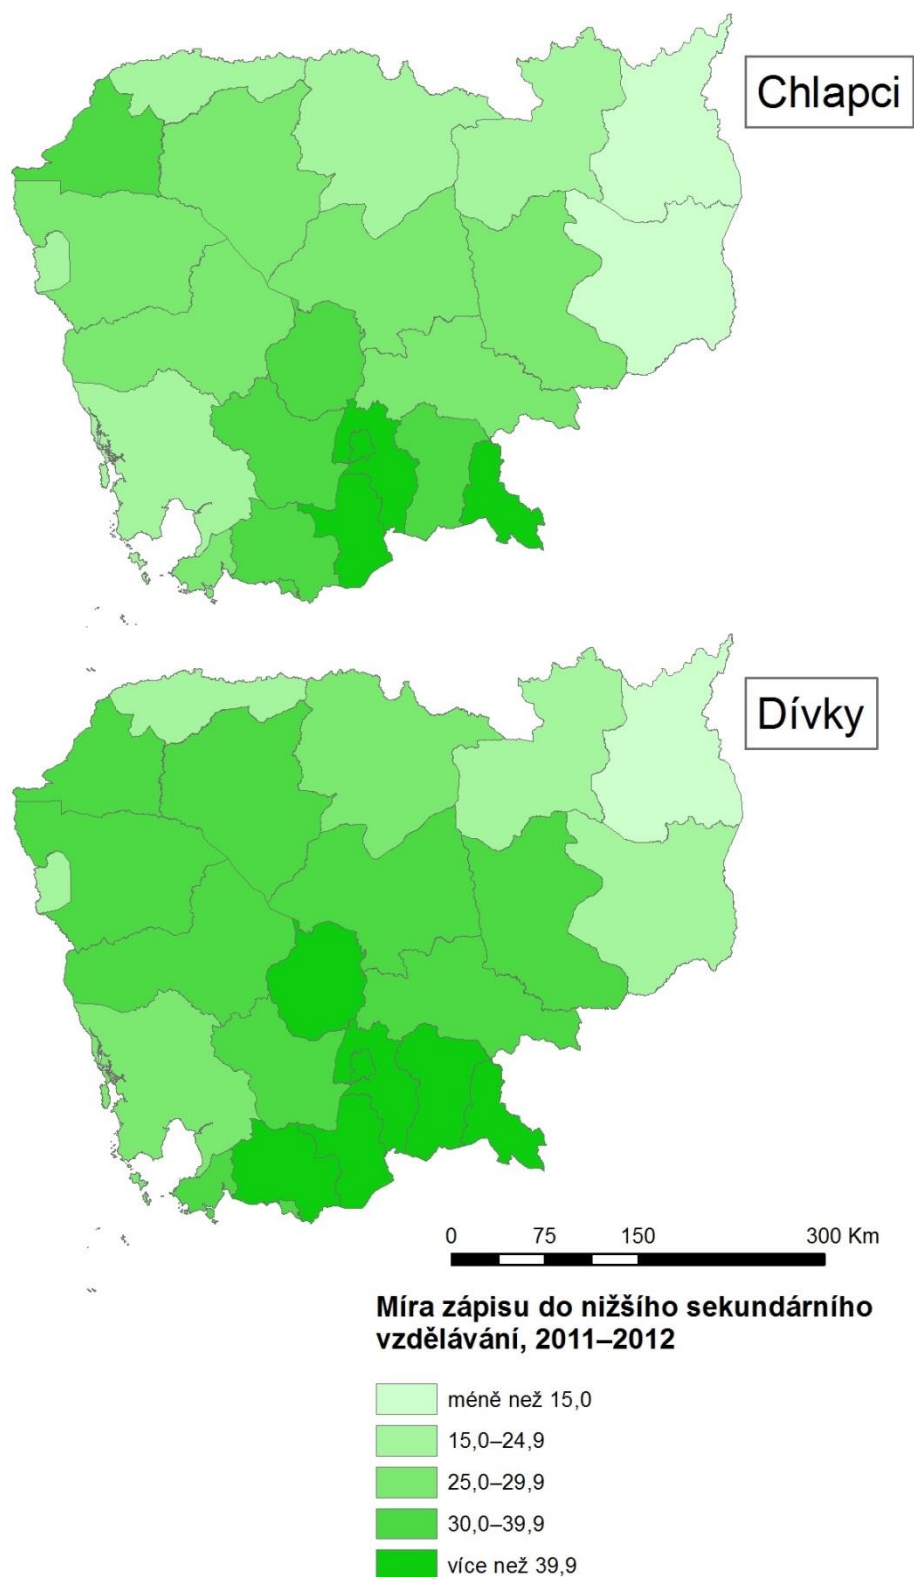 Chlapci
Dívky
0 75 150 300 Km
Míra zápisu do nižšího sekundárního
vzdělávání, 2011–2012
méně než 15,0
15,0–24,9
25,0–29,9
30,0–39,9
více než 39,9